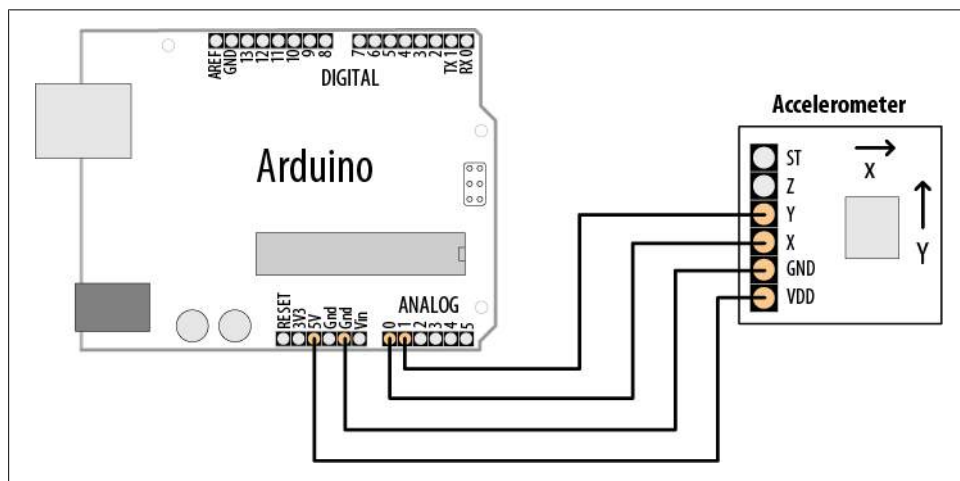 AREF
GND
13
12
11
10
9
8
7
6
5
4
3
2
TX 1
RX 0
DIGITAL
Arduino
ANALOG
RESET
3V3
5V
Gnd
Gnd
Vin
0
1
2
3
4
5
Accelerometer
ST
Z
Y
X
GND
VDD
X
Y